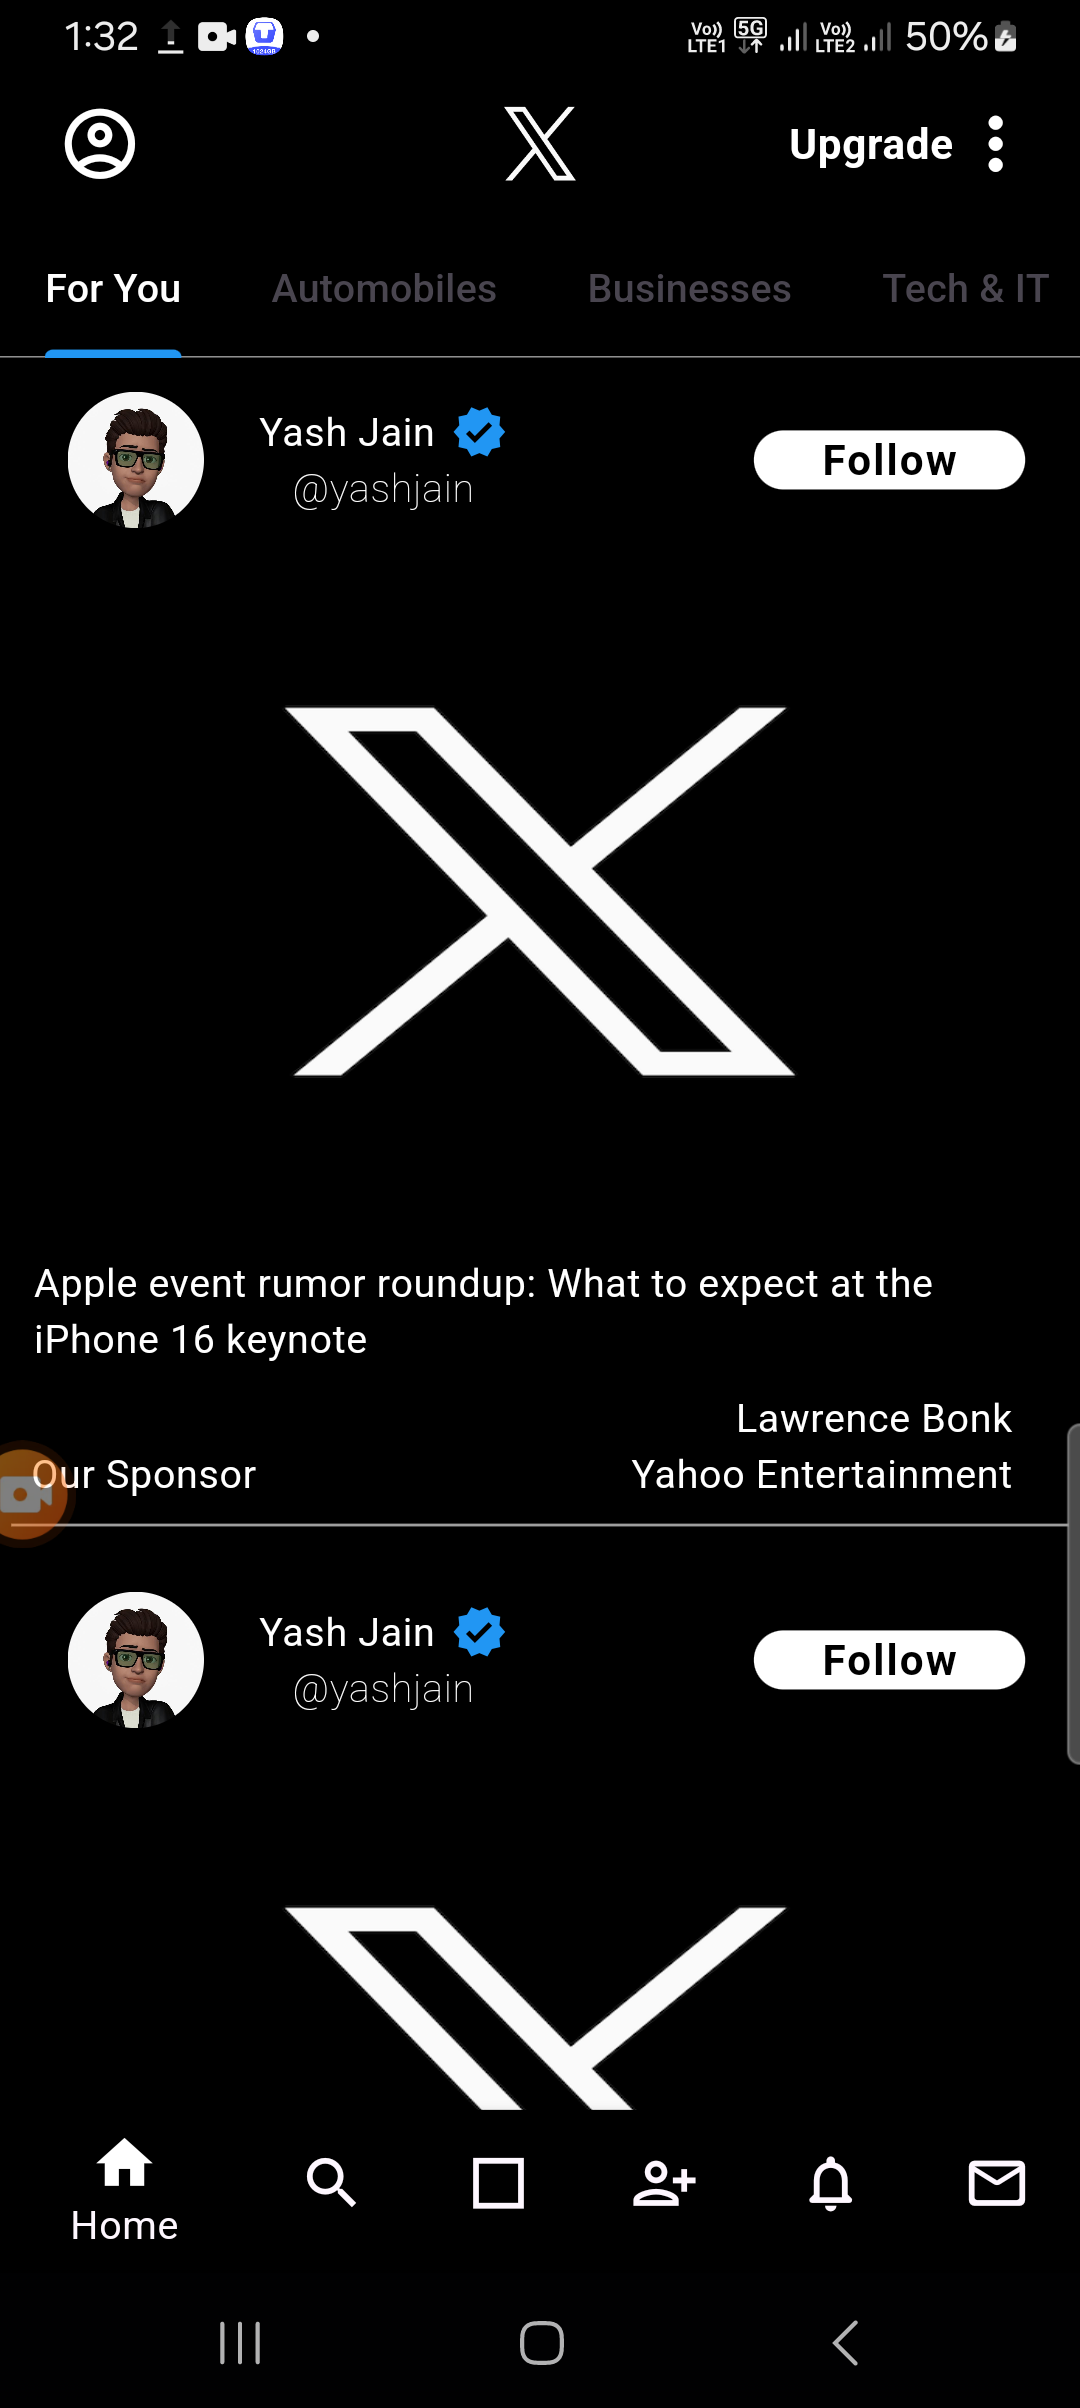 1:32
Vo)) LTE1 5G Vo)) LTE2 50%
Upgrade
For You Automobiles Businesses Tech & IT
Yash Jain
@yashjain
Follow
Apple event rumor roundup: What to expect at the
iPhone 16 keynote
Lawrence Bonk
Our Sponsor Yahoo Entertainment
Yash Jain
@yashjain
Follow
Home